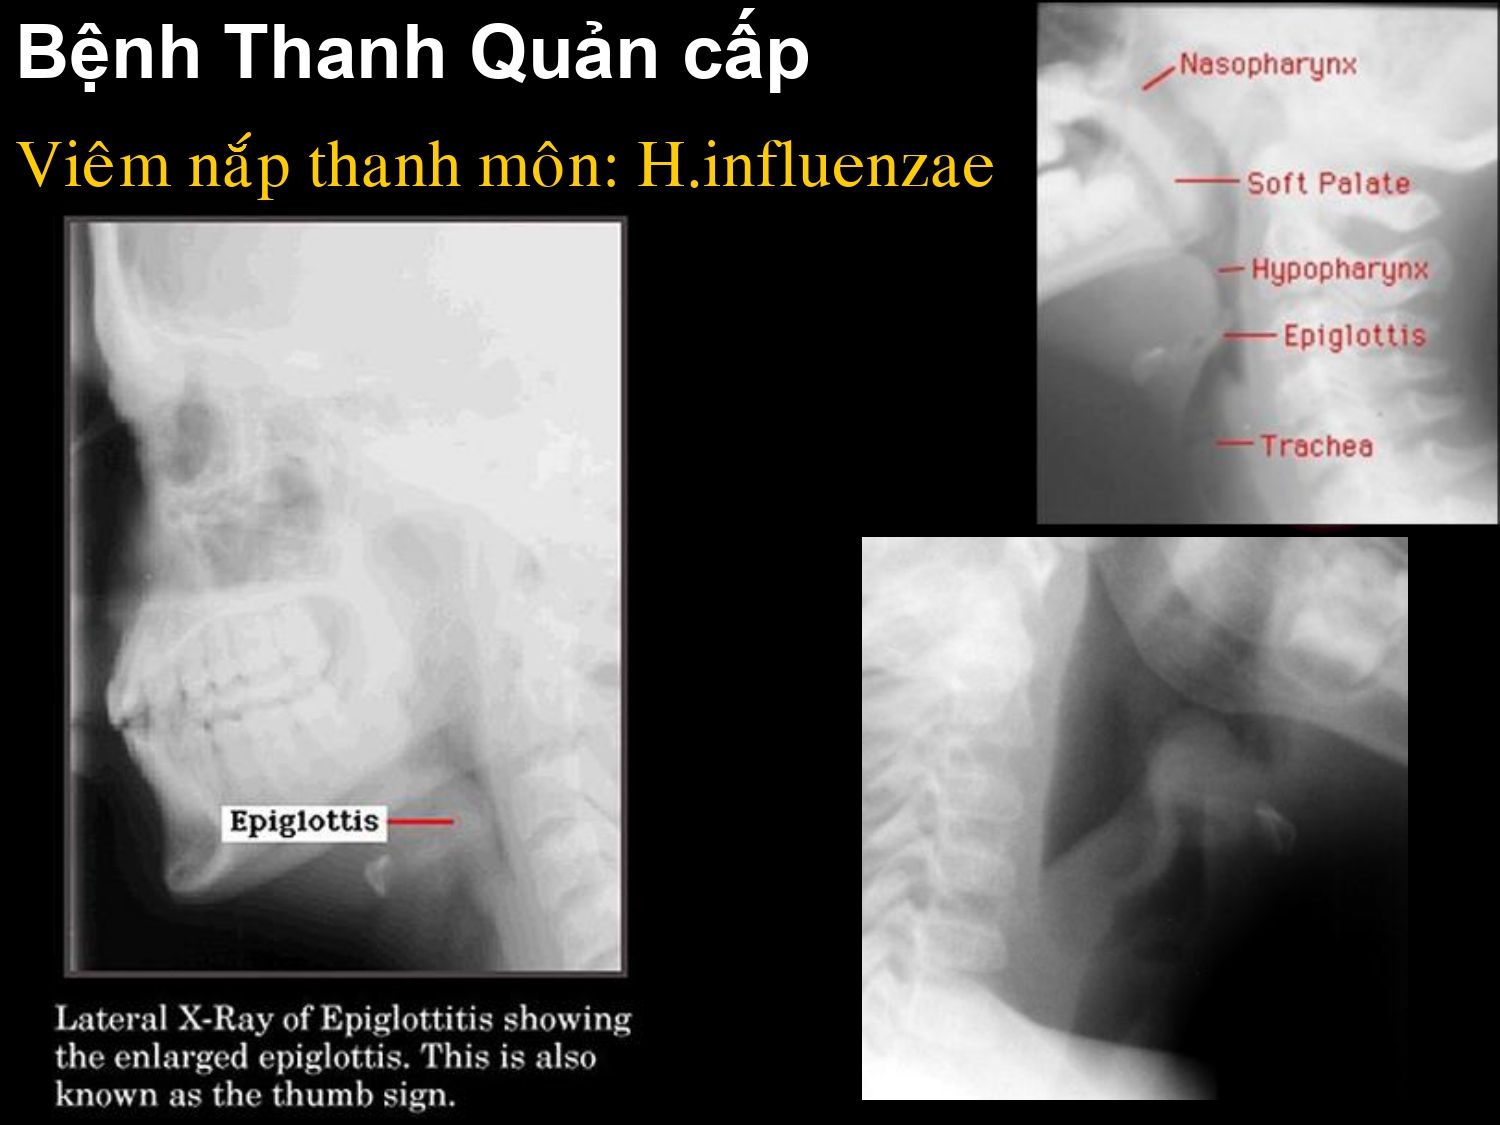 Bệnh Thanh Quản cấp
Viêm nắp thanh môn: H.influenzae
Nasopharynx
Soft Palate
Hypopharynx
Epiglottis
Trachea
Epiglottis
Lateral X-Ray of Epiglottitis showing
the enlarged epiglottis. This is also
known as the thumb sign.